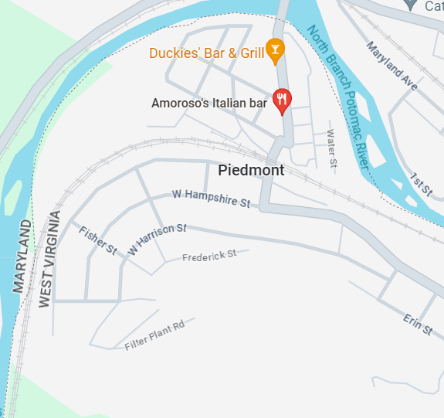 Cat
Duckies' Bar & Grill
North Branch Potomac River
Maryland Ave
Amoroso's Italian bar
Water St
Piedmont
1st St
W Hampshire St
MARYLAND
WEST VIRGINIA
Fisher St
W Harrison St
Frederick St
Erin St
Filter Plant Rd